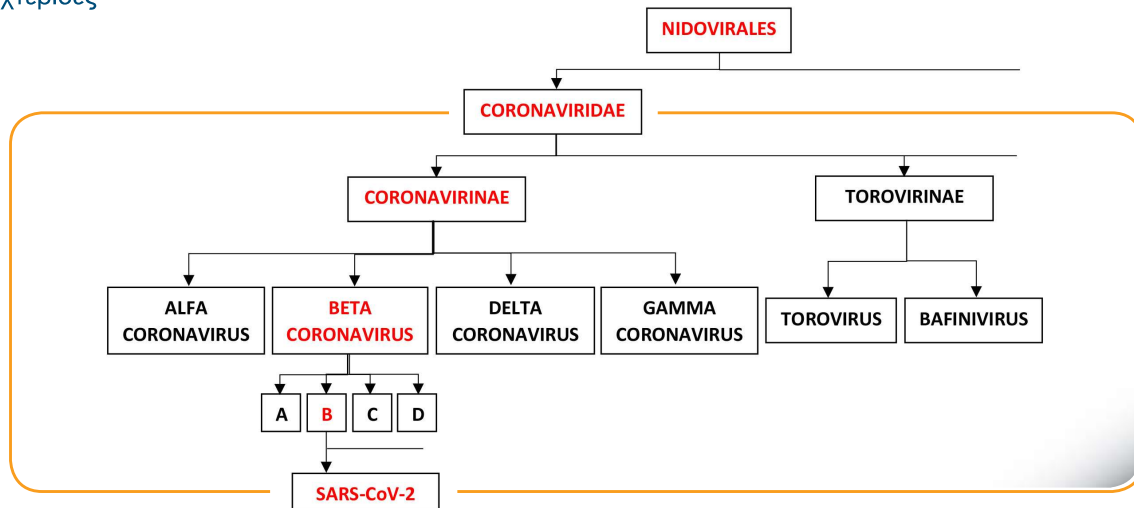 NIDOVIRALES
CORONAVIRIDAE
CORONAVIRINAE
TOROVIRINAE
ALFA
CORONAVIRUS
BETA
CORONAVIRUS
DELTA
CORONAVIRUS
GAMMA
CORONAVIRUS
TOROVIRUS
BAFINIVIRUS
A
B
C
D
SARS-CoV-2